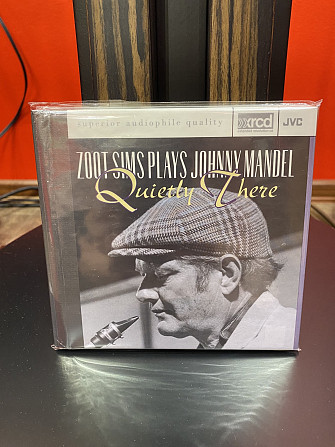 superior audiophile quality
xrcd
JVC
ZOOT SIMS PLAYS JOHNNY MANDEL
Quietly There